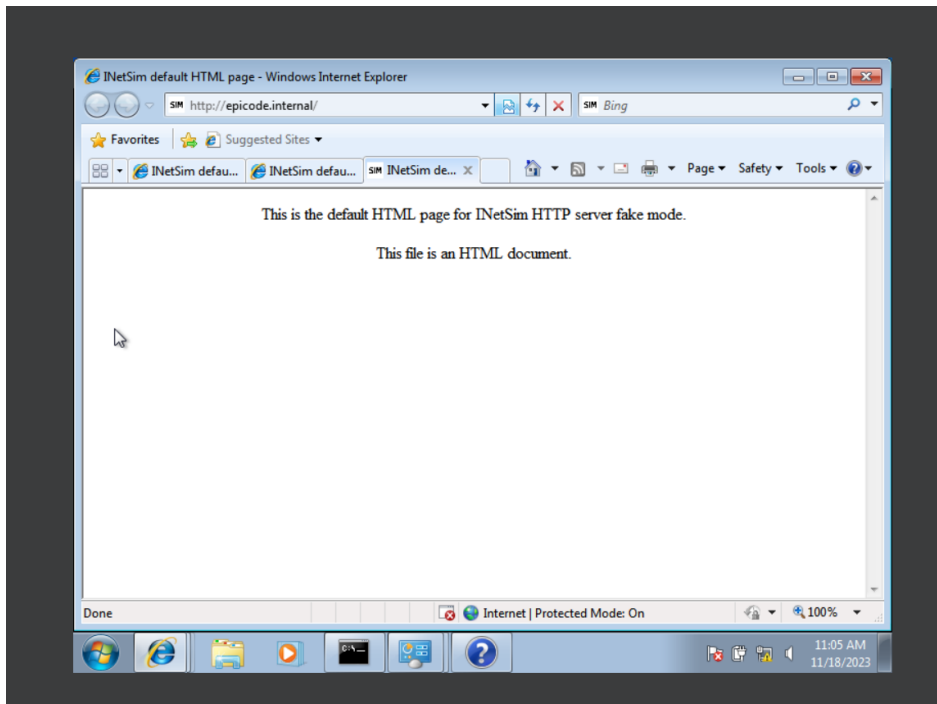 INetSim default HTML page - Windows Internet Explorer
SIM http://epicode.internal/ SIM Bing
Favorites Suggested Sites
INetSim defau... INetSim defau... SIM INetSim de... X Page Safety Tools
This is the default HTML page for INetSim HTTP server fake mode.
This file is an HTML document.
Done Internet | Protected Mode: On 100%
C:\_ 11:05 AM
11/18/2023